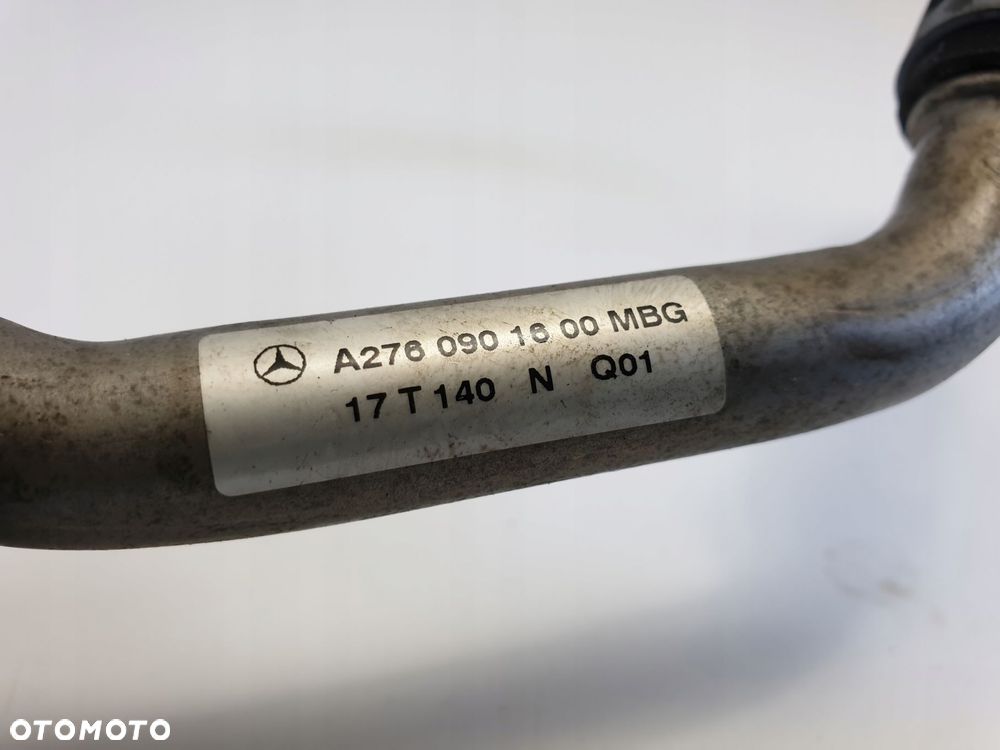 A276 090 16 00 MBG
17 T 140 N Q01
OTOMOTO